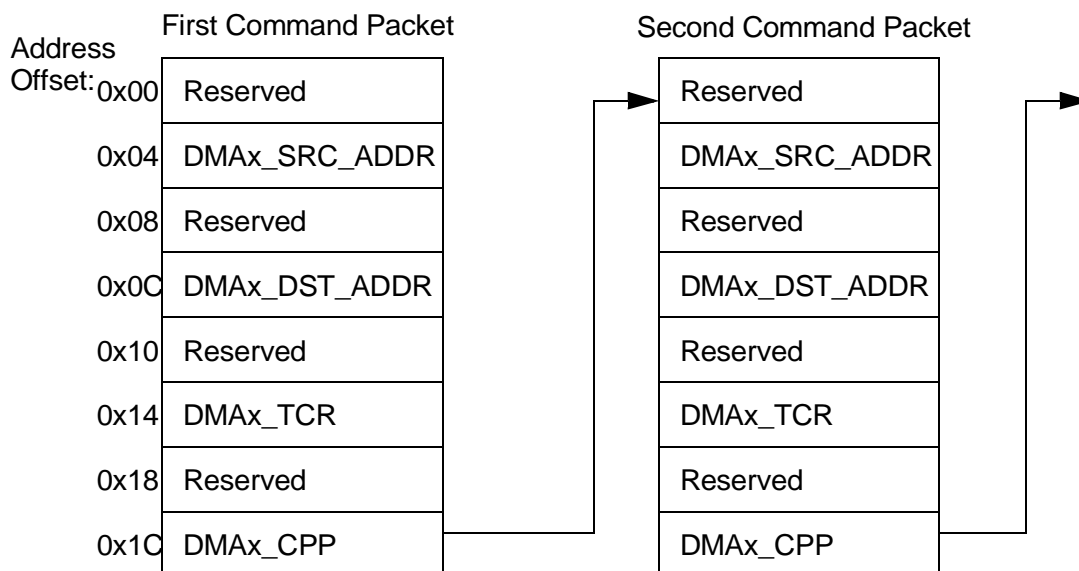 First Command Packet
Second Command Packet
Address
Offset:
0x00 Reserved Reserved
0x04 DMAx_SRC_ADDR DMAx_SRC_ADDR
0x08 Reserved Reserved
0x0C DMAx_DST_ADDR DMAx_DST_ADDR
0x10 Reserved Reserved
0x14 DMAx_TCR DMAx_TCR
0x18 Reserved Reserved
0x1C DMAx_CPP DMAx_CPP